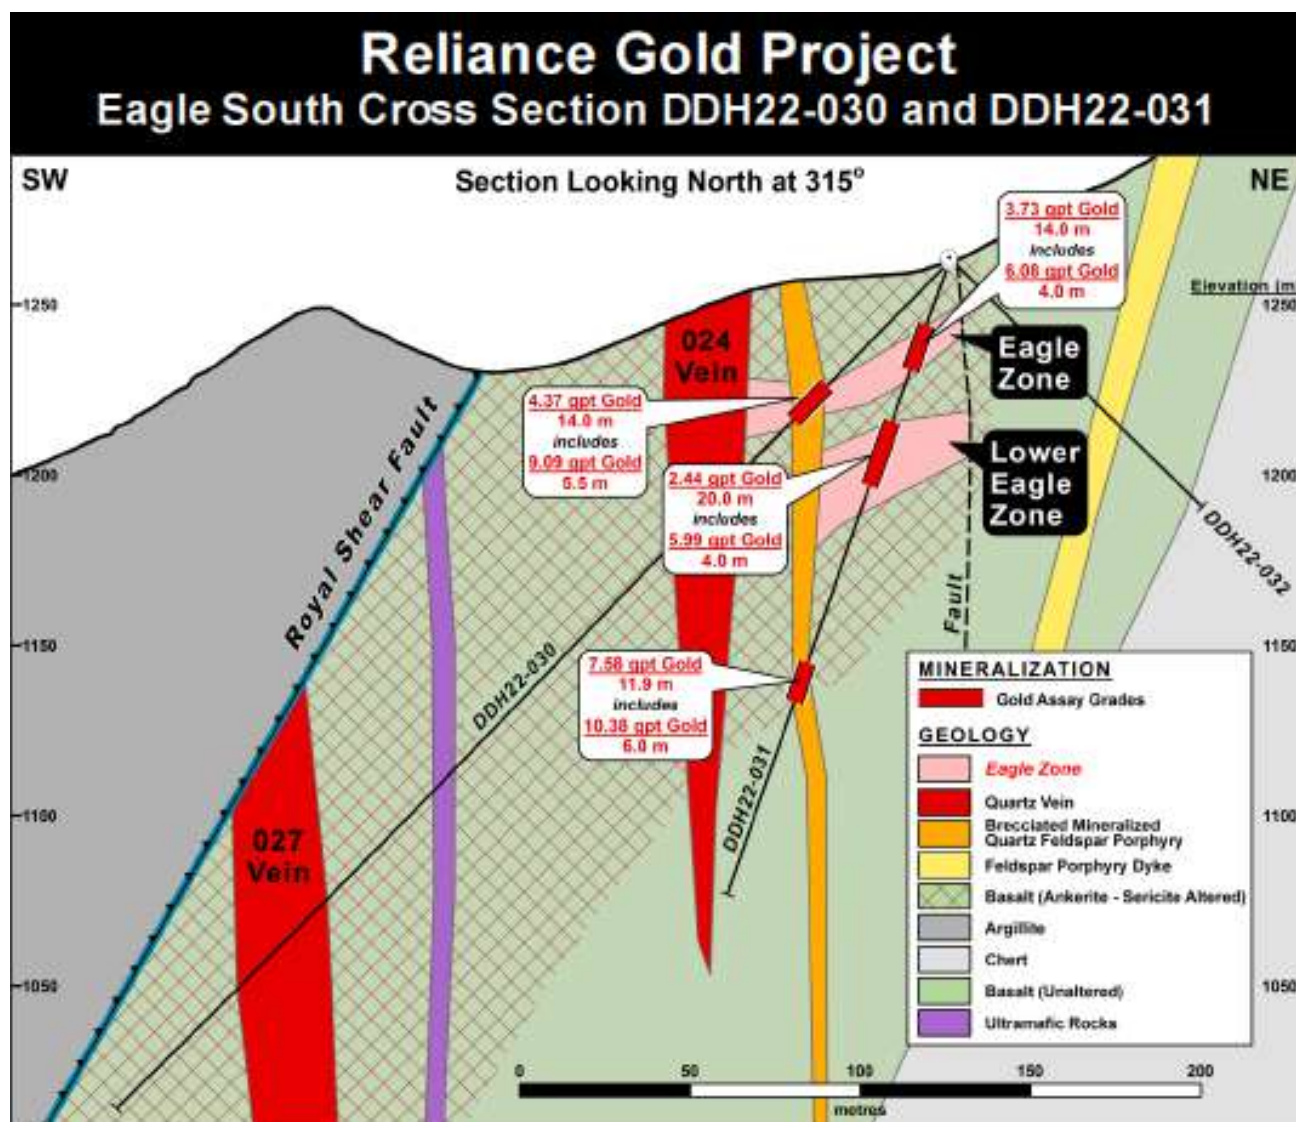 Reliance Gold Project
Eagle South Cross Section DDH22-030 and DDH22-031
SW
Section Looking North at 315°
NE
3.73 gpt Gold
14.0 m
includes
6.08 gpt Gold
4.0 m
Elevation (m
1250
1250
Eagle
Zone
024
Vein
4.37 gpt Gold
14.0 m
includes
9.09 gpt Gold
5.5 m
Royal Shear Fault
1200
1200
Lower
Eagle
Zone
2.44 gpt Gold
20.0 m
includes
5.99 gpt Gold
4.0 m
DDH22-032
Fault
1150
1150
DDH22-030
7.58 gpt Gold
11.9 m
includes
10.38 gpt Gold
6.0 m
DDH22-031
1100
1100
027
Vein
1050
1050
MINERALIZATION
Gold Assay Grades
GEOLOGY
Eagle Zone
Quartz Vein
Brecciated Mineralized
Quartz Feldspar Porphyry
Feldspar Porphyry Dyke
Basalt (Ankerite - Sericite Altered)
Argillite
Chert
Basalt (Unaltered)
Ultramafic Rocks
0 50 100 150 200
metres